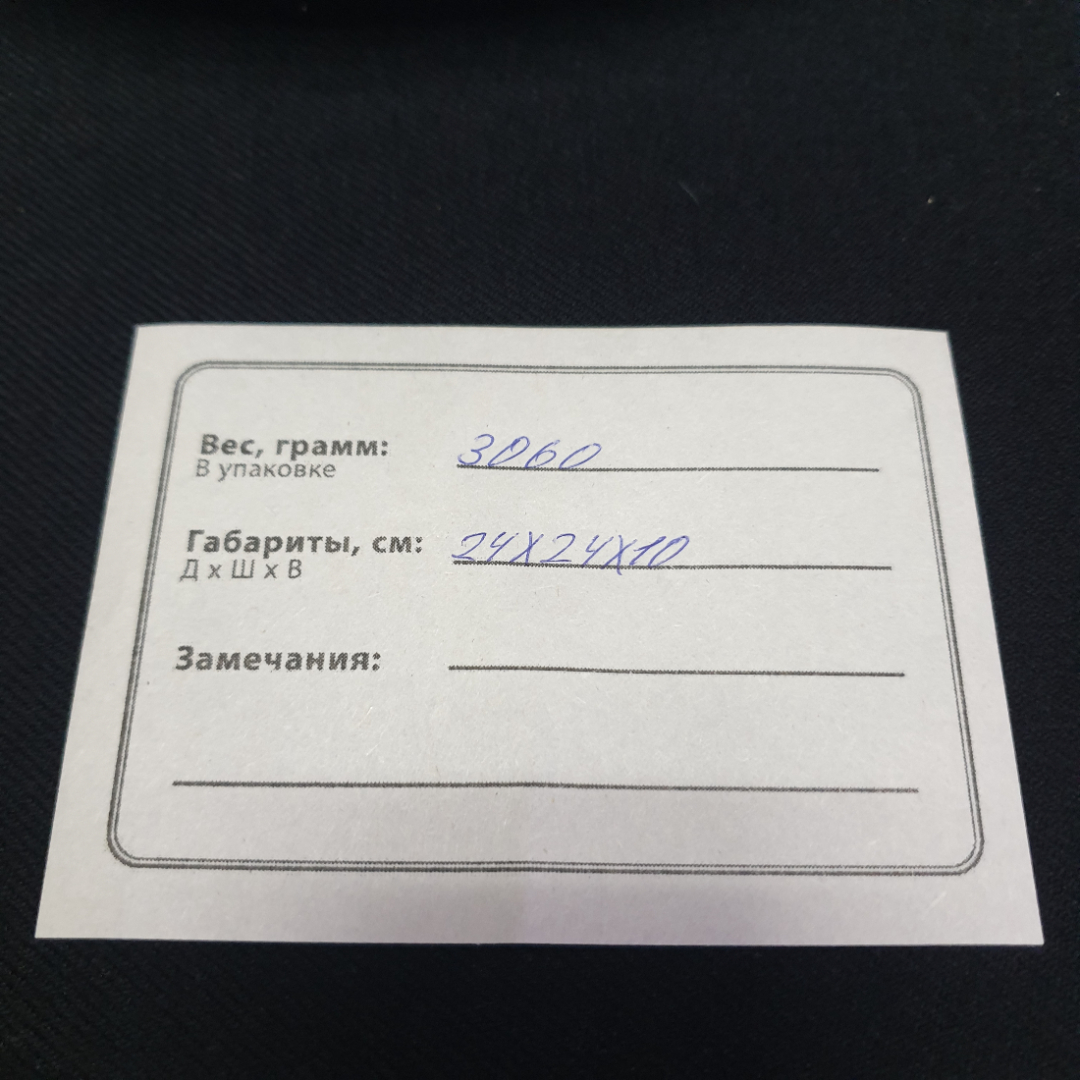 Вес, грамм: 3060
В упаковке
Габариты, см: 24х24х10
Д х Ш х В
Замечания: